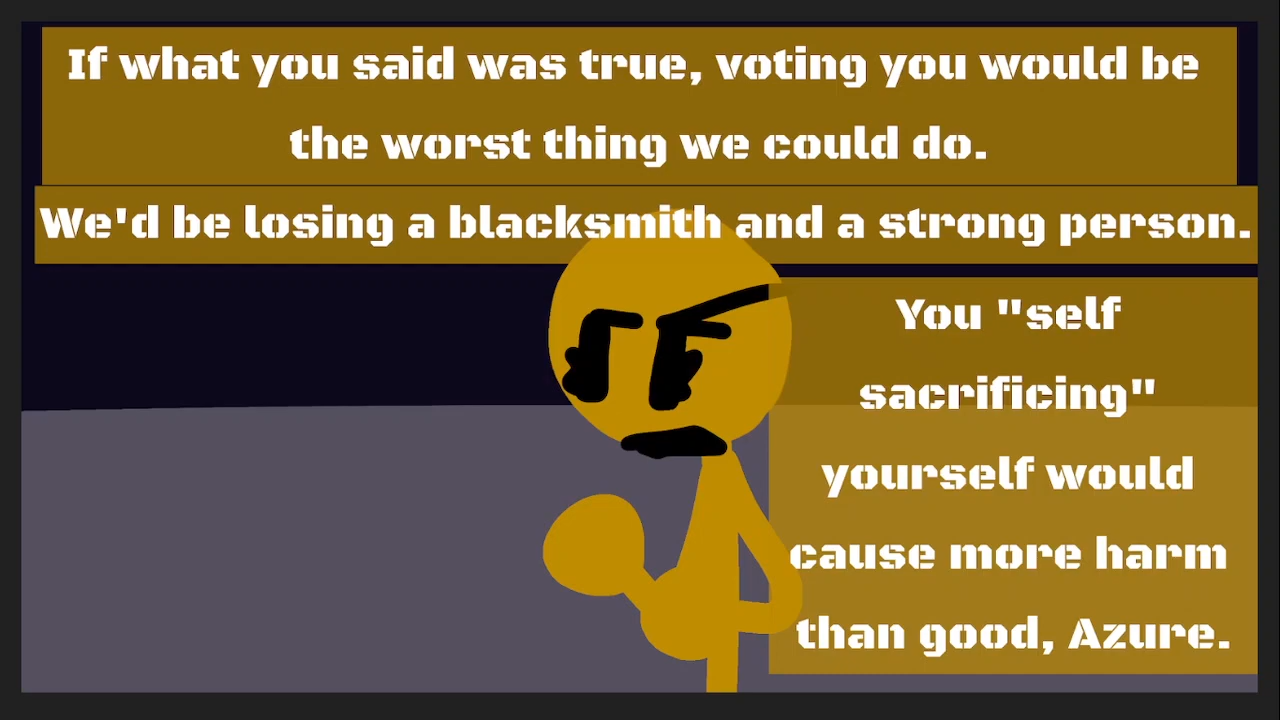 If what you said was true, voting you would be
the worst thing we could do.
We'd be losing a blacksmith and a strong person.
You "self
sacrificing"
yourself would
cause more harm
than good, Azure.